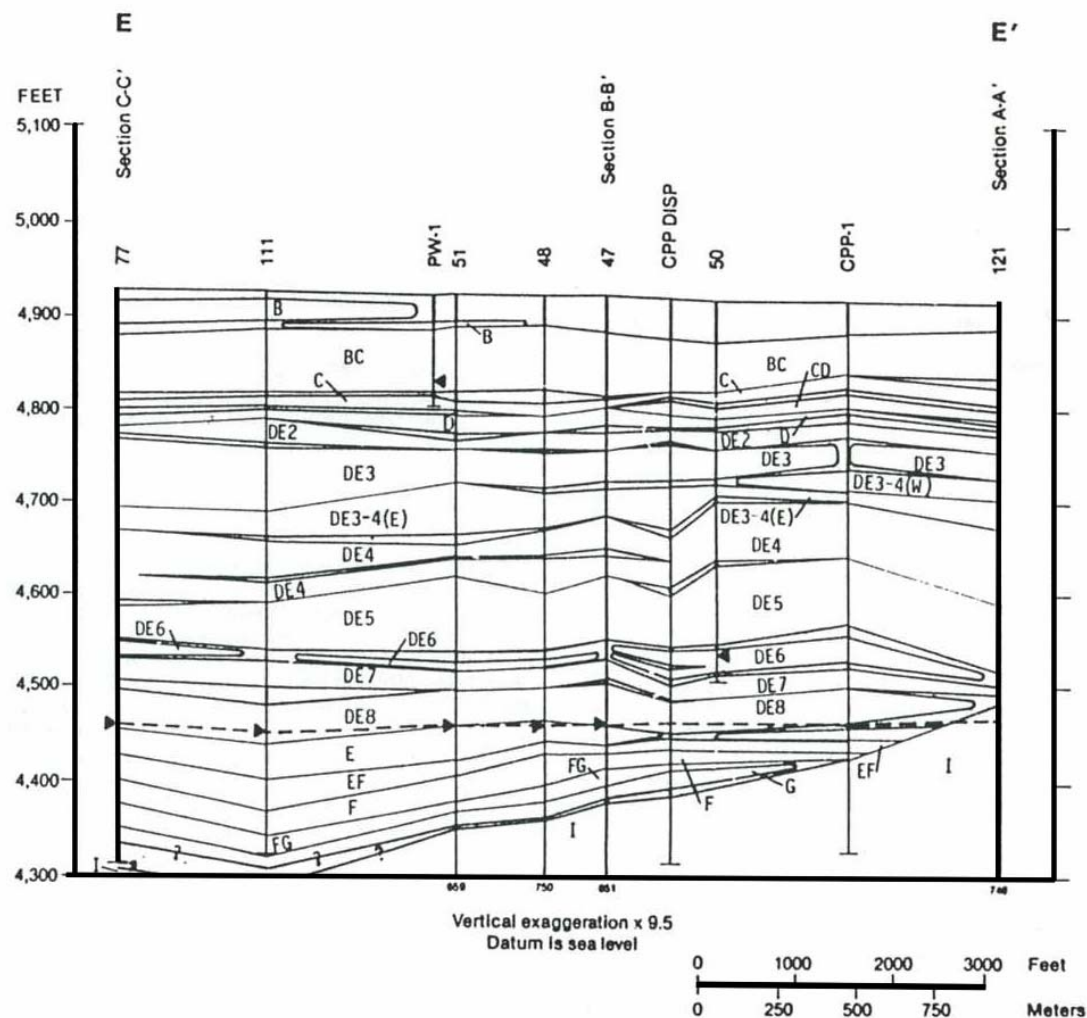 E
E'
Section C-C'
Section B-B'
Section A-A'
FEET
5,100
5,000
4,900
4,800
4,700
4,600
4,500
4,400
4,300
77
111
PW-1
51
48
47
CPP DISP
50
CPP-1
121
B
B
BC
BC
C
C
CD
D
D
DE2
DE2
DE3
DE3
DE3
DE3-4(W)
DE3-4(E)
DE3-4(E)
DE4
DE4
DE4
DE5
DE5
DE6
DE6
DE6
DE7
DE7
DE8
DE8
E
EF
EF
F
F
FG
FG
G
I
I
I
? ? ?
659
750
651
746
Vertical exaggeration x 9.5
Datum is sea level
0 1000 2000 3000 Feet
0 250 500 750 Meters